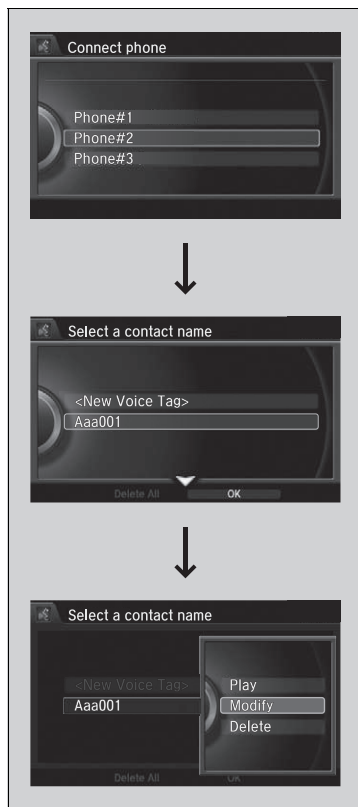 Connect phone
Phone#1
Phone#2
Phone#3
Select a contact name
<New Voice Tag>
Aaa001
Delete All OK
Select a contact name
<New Voice Tag> Play
Aaa001 Modify
Delete
Delete All OK